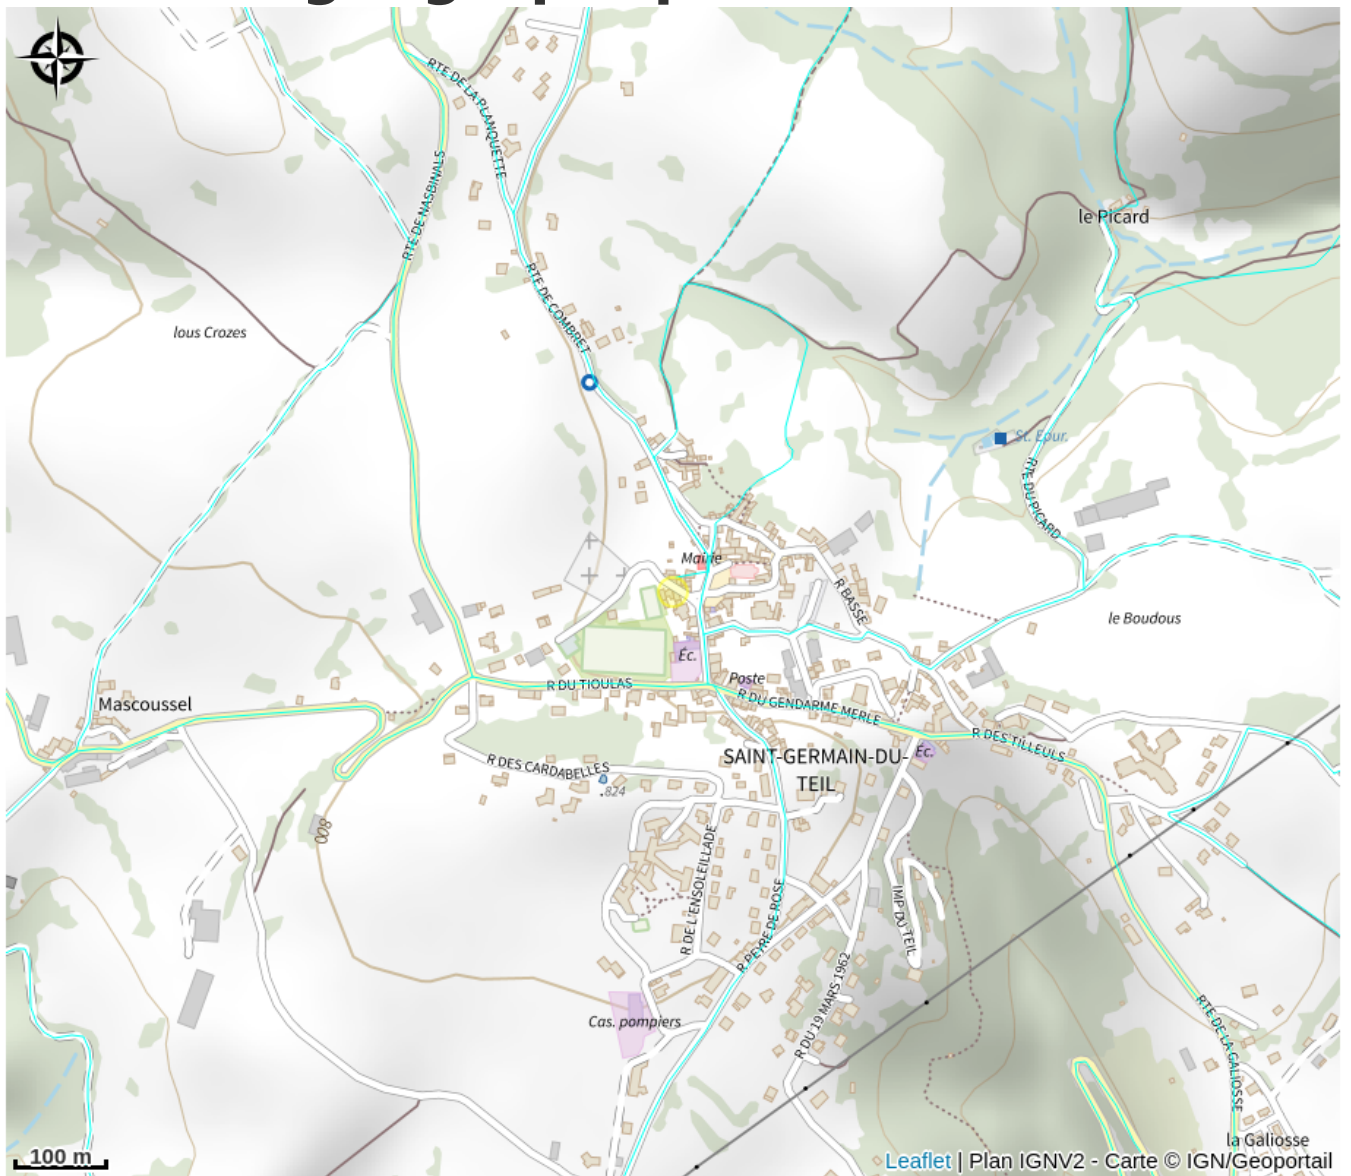 RTE DE LA PLANQUETTE
RTE DE NASBINALS
le Picard
RTE DE COMBRET
lous Crozes
St. Epur.
RTE DU PICARD
Mairie
R BASSE
le Boudous
Éc.
Poste
R DU TIOULAS
R DU GENDARME MERLE
Mascoussel
R DES TILLEULS
Éc.
SAINT-GERMAIN-DU-
TEIL
R DES CARDABELLES
824
800
R DE L'ENSOLEILLADE
R PEYRE DE ROSE
IMP DU TEIL
R DU 19 MARS 1962
Cas. pompiers
RTE DE LA GALIOSSE
la Galiosse
100 m
Leaflet | Plan IGNV2 - Carte © IGN/Geoportail